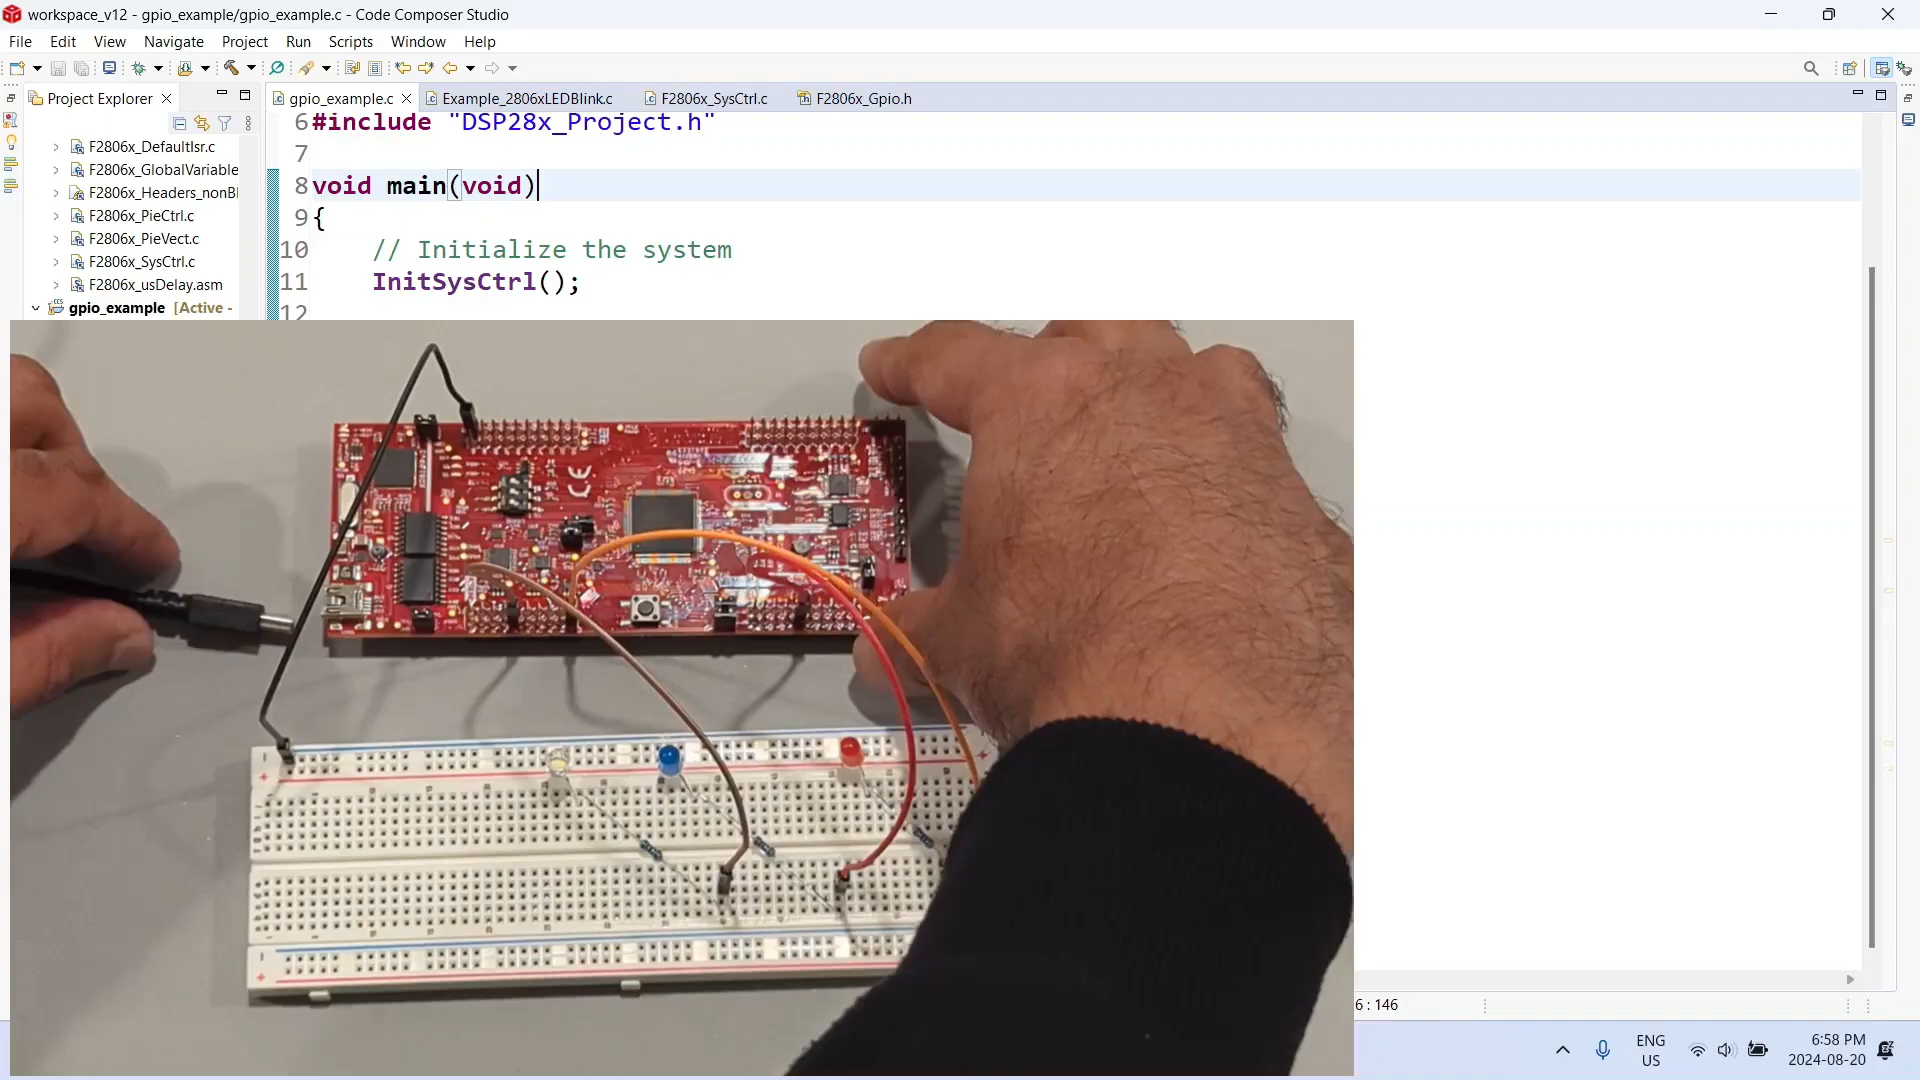 workspace_v12 - gpio_example/gpio_example.c - Code Composer Studio
File Edit View Navigate Project Run Scripts Window Help
Project Explorer
gpio_example.c
Example_2806xLEDBlink.c
F2806x_SysCtrl.c
F2806x_Gpio.h
F2806x_DefaultIsr.c
F2806x_GlobalVariable
F2806x_Headers_nonBI
F2806x_PieCtrl.c
F2806x_PieVect.c
F2806x_SysCtrl.c
F2806x_usDelay.asm
gpio_example [Active -
6 #include "DSP28x_Project.h"
7
8 void main(void)
9 {
10 // Initialize the system
11 InitSysCtrl();
12
CE
6 : 146
ENG
US
6:58 PM
2024-08-20